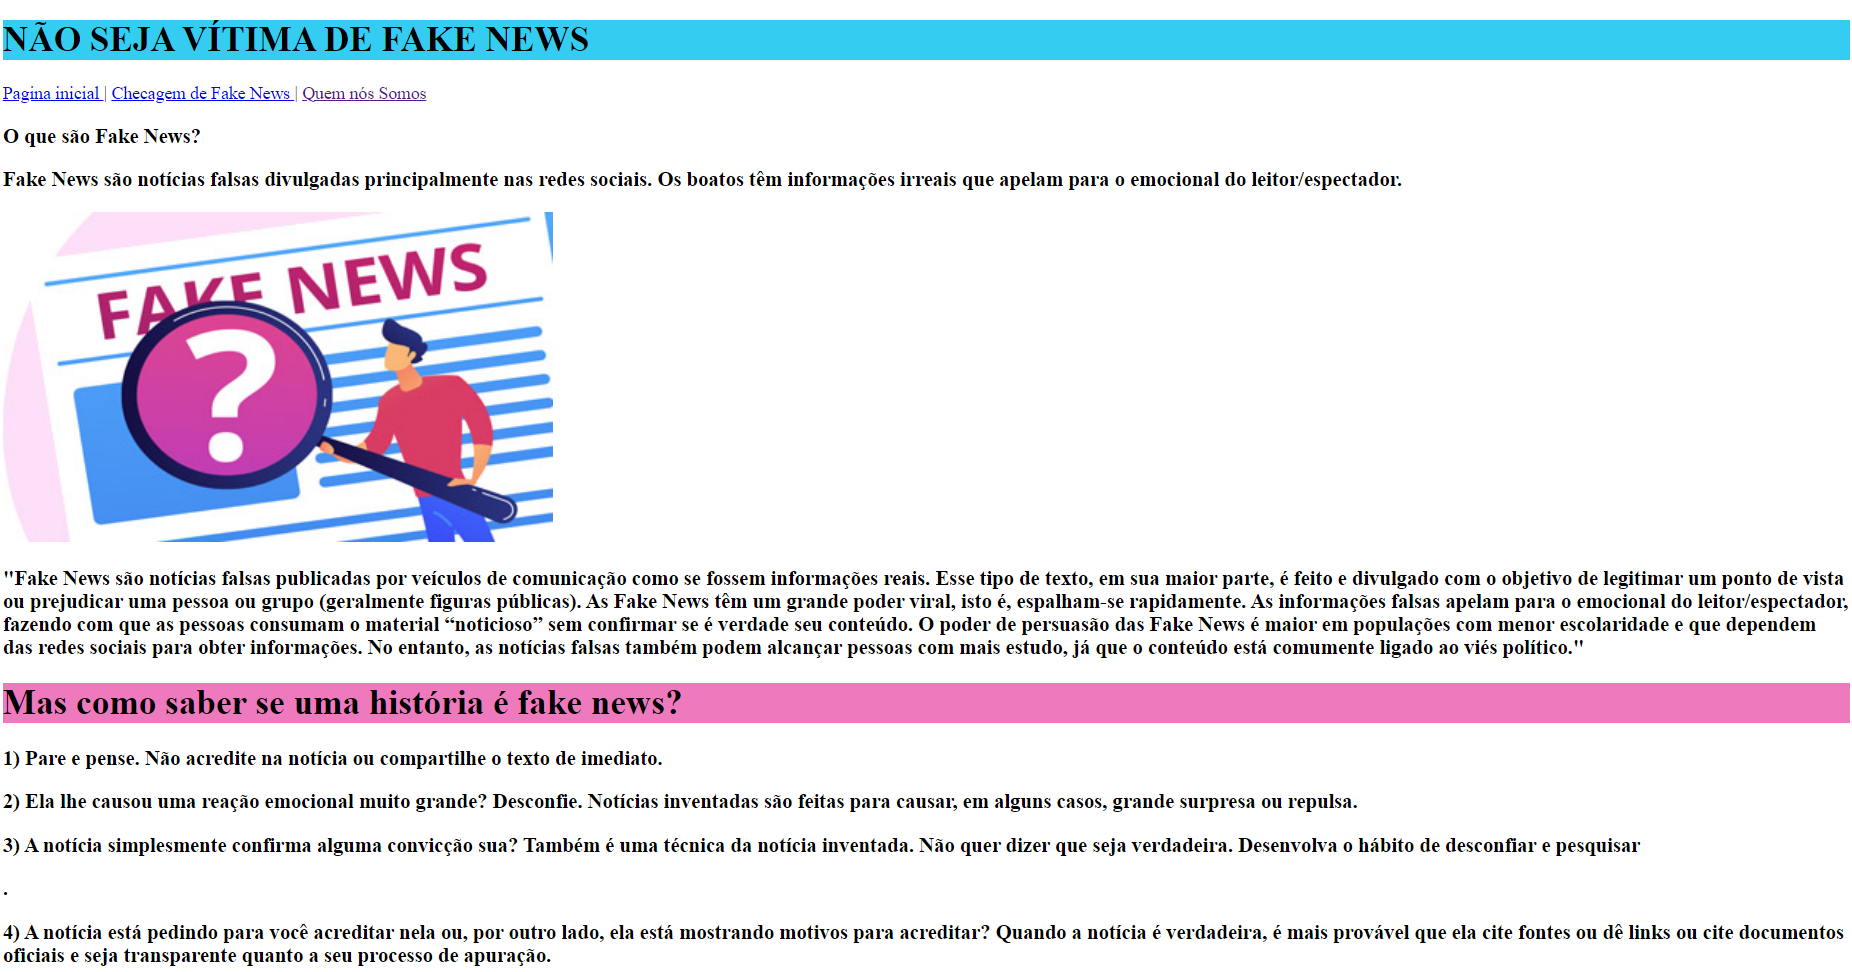 NÃO SEJA VÍTIMA DE FAKE NEWS
Pagina inicial | Checagem de Fake News | Quem nós Somos
O que são Fake News?
Fake News são notícias falsas divulgadas principalmente nas redes sociais. Os boatos têm informações irreais que apelam para o emocional do leitor/espectador.
FAKE NEWS
?
"Fake News são notícias falsas publicadas por veículos de comunicação como se fossem informações reais. Esse tipo de texto, em sua maior parte, é feito e divulgado com o objetivo de legitimar um ponto de vista
ou prejudicar uma pessoa ou grupo (geralmente figuras públicas). As Fake News têm um grande poder viral, isto é, espalham-se rapidamente. As informações falsas apelam para o emocional do leitor/espectador,
fazendo com que as pessoas consumam o material “noticioso” sem confirmar se é verdade seu conteúdo. O poder de persuasão das Fake News é maior em populações com menor escolaridade e que dependem
das redes sociais para obter informações. No entanto, as notícias falsas também podem alcançar pessoas com mais estudo, já que o conteúdo está comumente ligado ao viés político."
Mas como saber se uma história é fake news?
1) Pare e pense. Não acredite na notícia ou compartilhe o texto de imediato.
2) Ela lhe causou uma reação emocional muito grande? Desconfie. Notícias inventadas são feitas para causar, em alguns casos, grande surpresa ou repulsa.
3) A notícia simplesmente confirma alguma convicção sua? Também é uma técnica da notícia inventada. Não quer dizer que seja verdadeira. Desenvolva o hábito de desconfiar e pesquisar
.
4) A notícia está pedindo para você acreditar nela ou, por outro lado, ela está mostrando motivos para acreditar? Quando a notícia é verdadeira, é mais provável que ela cite fontes ou dê links ou cite documentos
oficiais e seja transparente quanto a seu processo de apuração.